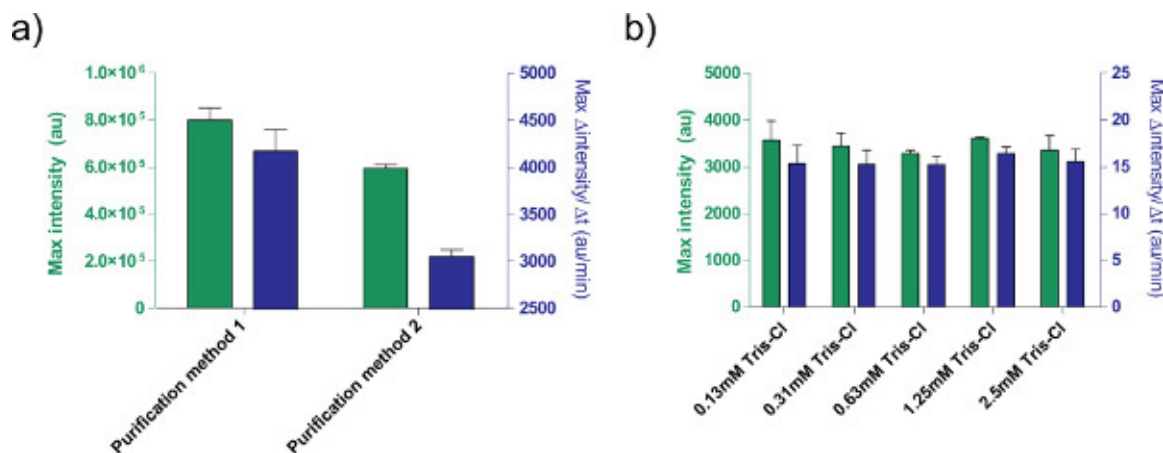 a)
Max intensity (au)
1.0×10⁶
8.0×10⁵
6.0×10⁵
4.0×10⁵
2.0×10⁵
0
5000
4500
4000
3500
3000
2500
Max Δintensity/ Δt (au/min)
Purification method 1
Purification method 2
b)
Max intensity (au)
5000
4000
3000
2000
1000
0
25
20
15
10
5
0
Max Δintensity/ Δt (au/min)
0.13mM Tris-Cl
0.31mM Tris-Cl
0.63mM Tris-Cl
1.25mM Tris-Cl
2.5mM Tris-Cl